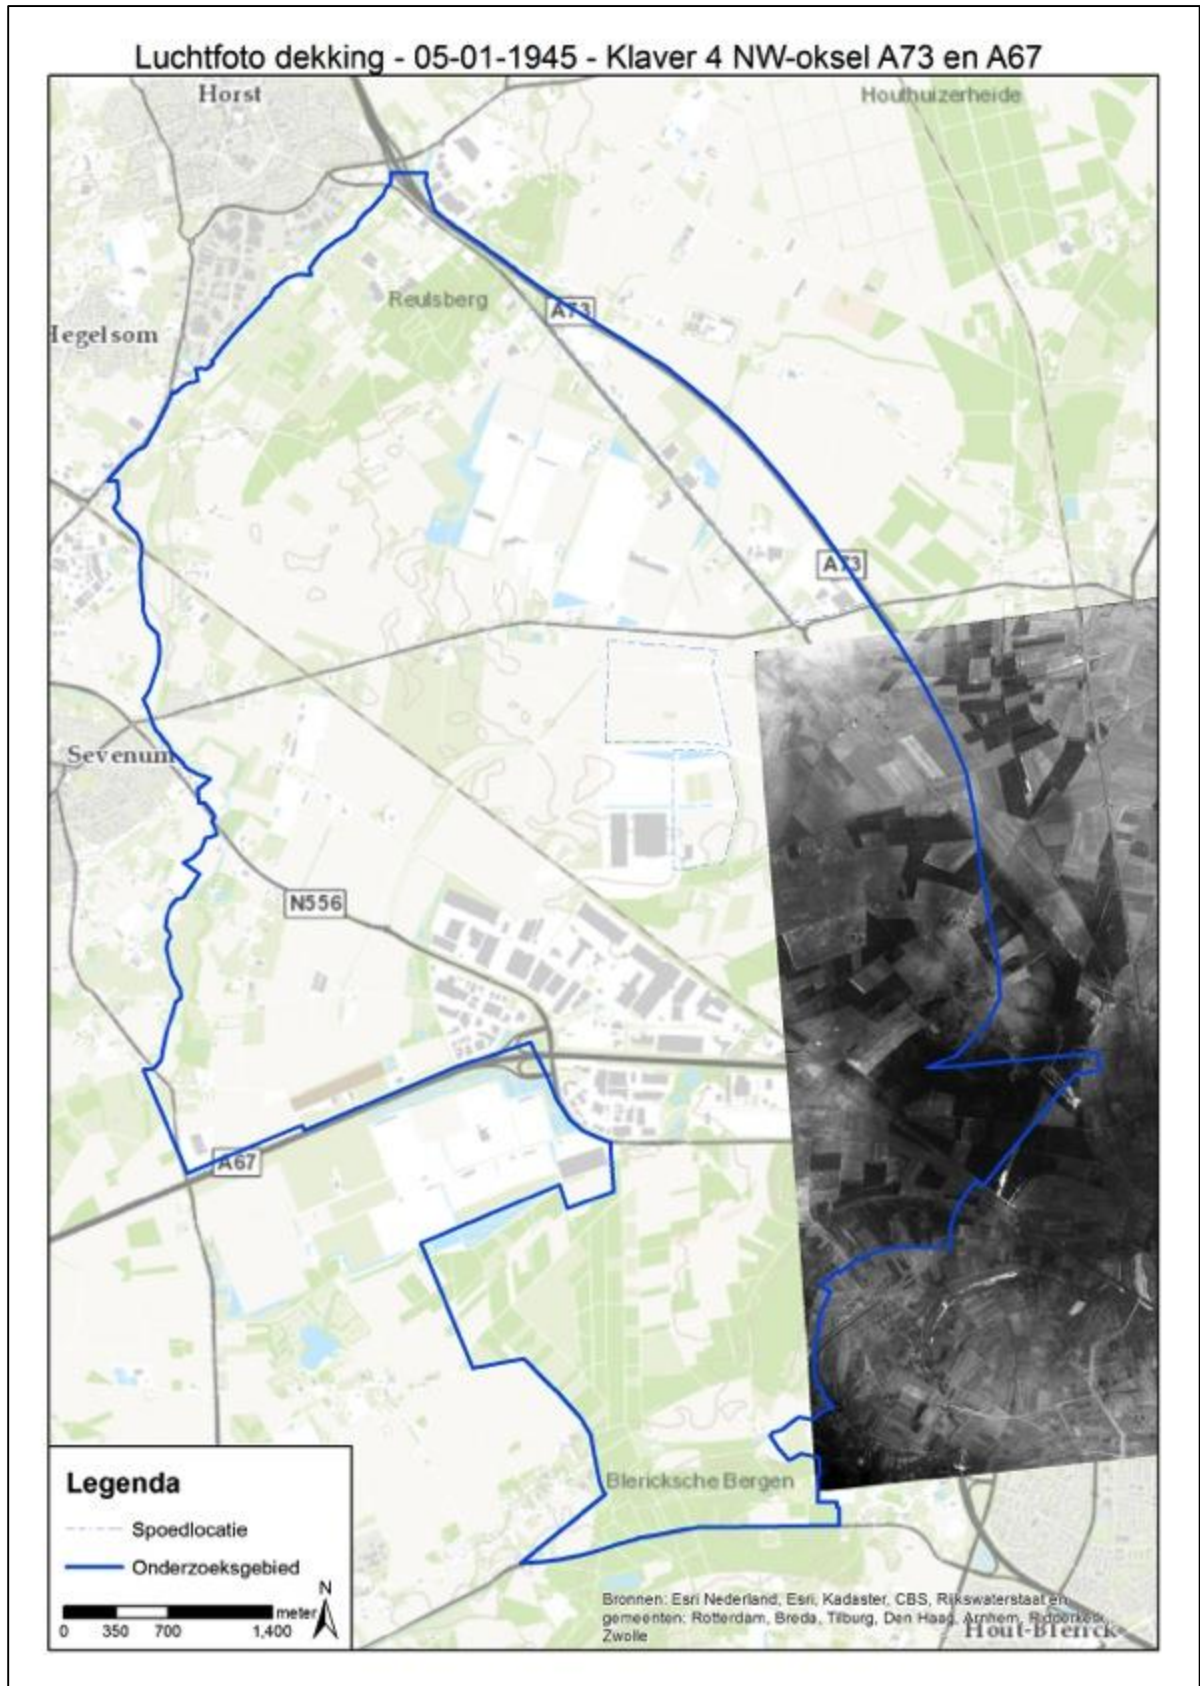 Luchtfoto dekking - 05-01-1945 - Klaver 4 NW-oksel A73 en A67
Horst
Houthuizerheide
Reulsberg
A73
Hegelsom
A73
Sevenum
N556
A67
Blericksche Bergen
Legenda
Spoedlocatie
Onderzoeksgebied
N
meter
0 350 700 1,400
Bronnen: Esri Nederland, Esri, Kadaster, CBS, Rijkswaterstaat en
gemeenten: Rotterdam, Breda, Tilburg, Den Haag, Arnhem, Ridderkerk,
Zwolle
Hout-Blerick